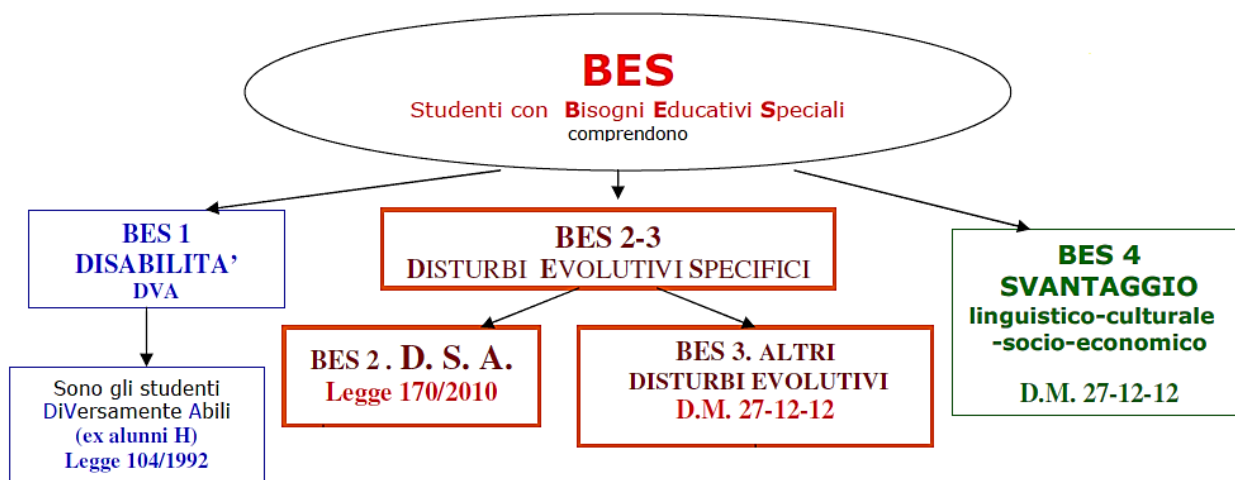 BES
Studenti con Bisogni Educativi Speciali
comprendono
BES 1
DISABILITA’
DVA
Sono gli studenti
DiVersamente Abili
(ex alunni H)
Legge 104/1992
BES 2-3
DISTURBI EVOLUTIVI SPECIFICI
BES 2 . D. S. A.
Legge 170/2010
BES 3. ALTRI
DISTURBI EVOLUTIVI
D.M. 27-12-12
BES 4
SVANTAGGIO
linguistico-culturale
-socio-economico
D.M. 27-12-12